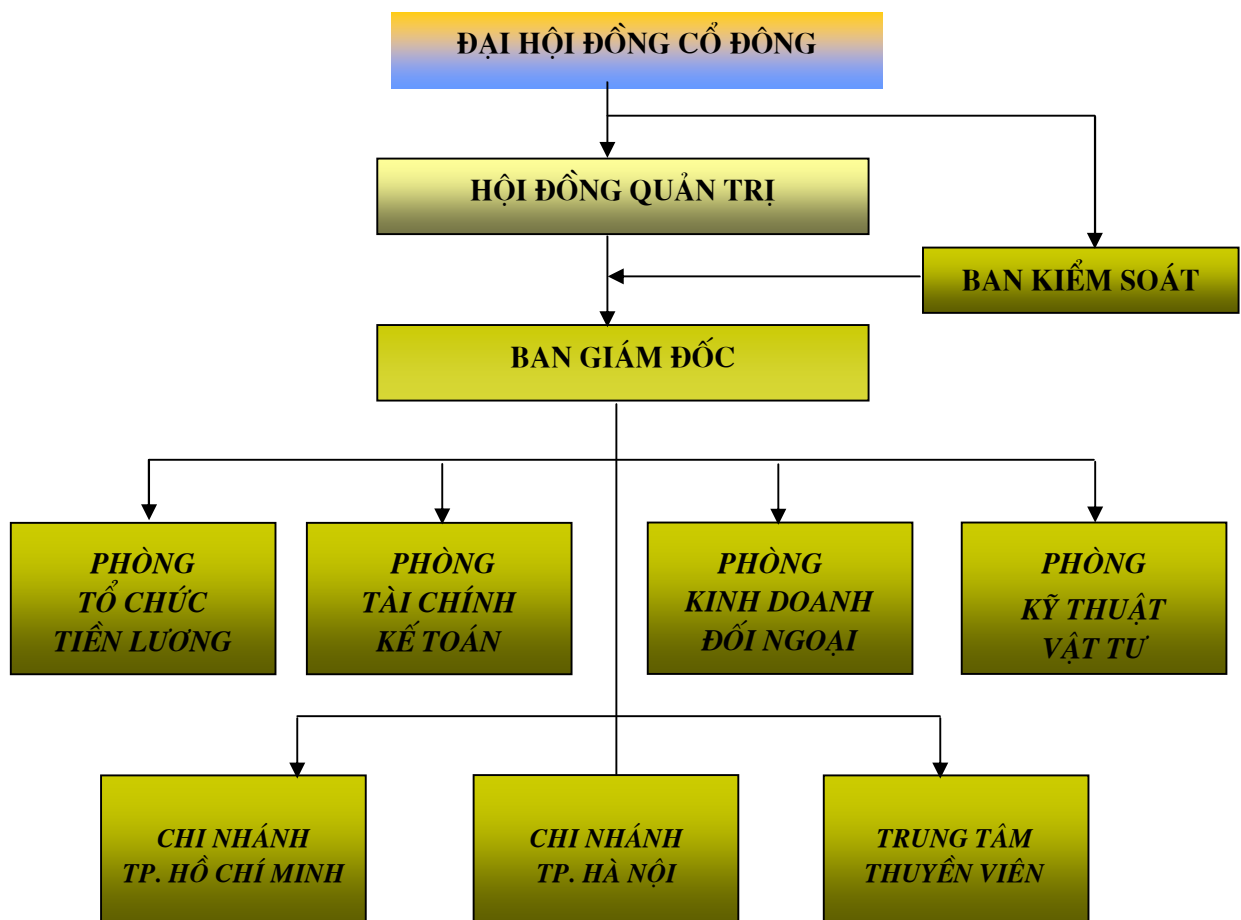 ĐẠI HỘI ĐỒNG CỔ ĐÔNG
HỘI ĐỒNG QUẢN TRỊ
BAN KIỂM SOÁT
BAN GIÁM ĐỐC
PHÒNG
TỔ CHỨC
TIỀN LƯƠNG
PHÒNG
TÀI CHÍNH
KẾ TOÁN
PHÒNG
KINH DOANH
ĐỐI NGOẠI
PHÒNG
KỸ THUẬT
VẬT TƯ
CHI NHÁNH
TP. HỒ CHÍ MINH
CHI NHÁNH
TP. HÀ NỘI
TRUNG TÂM
THUYỀN VIÊN